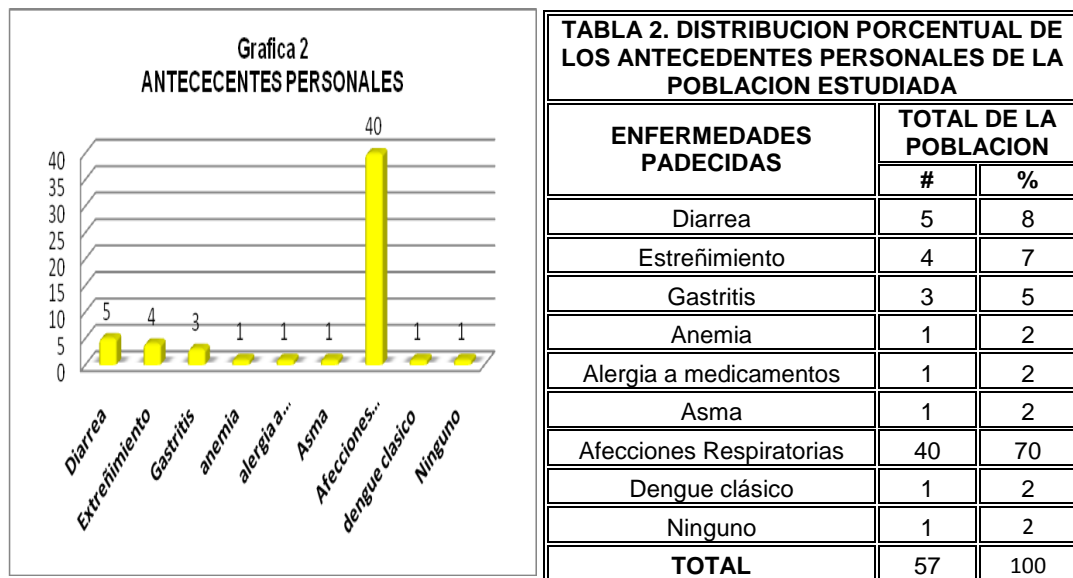 Grafica 2
ANTECECENTES PERSONALES
40
35
30
25
20
15
10
5
0
5
4
3
1
1
1
40
1
1
Diarrea
Extreñimiento
Gastritis
anemia
alergia a...
Asma
Afecciones...
dengue clasico
Ninguno
TABLA 2. DISTRIBUCION PORCENTUAL DE
LOS ANTECEDENTES PERSONALES DE LA
POBLACION ESTUDIADA
ENFERMEDADES
PADECIDAS
TOTAL DE LA
POBLACION
# %
Diarrea 5 8
Estreñimiento 4 7
Gastritis 3 5
Anemia 1 2
Alergia a medicamentos 1 2
Asma 1 2
Afecciones Respiratorias 40 70
Dengue clásico 1 2
Ninguno 1 2
TOTAL 57 100